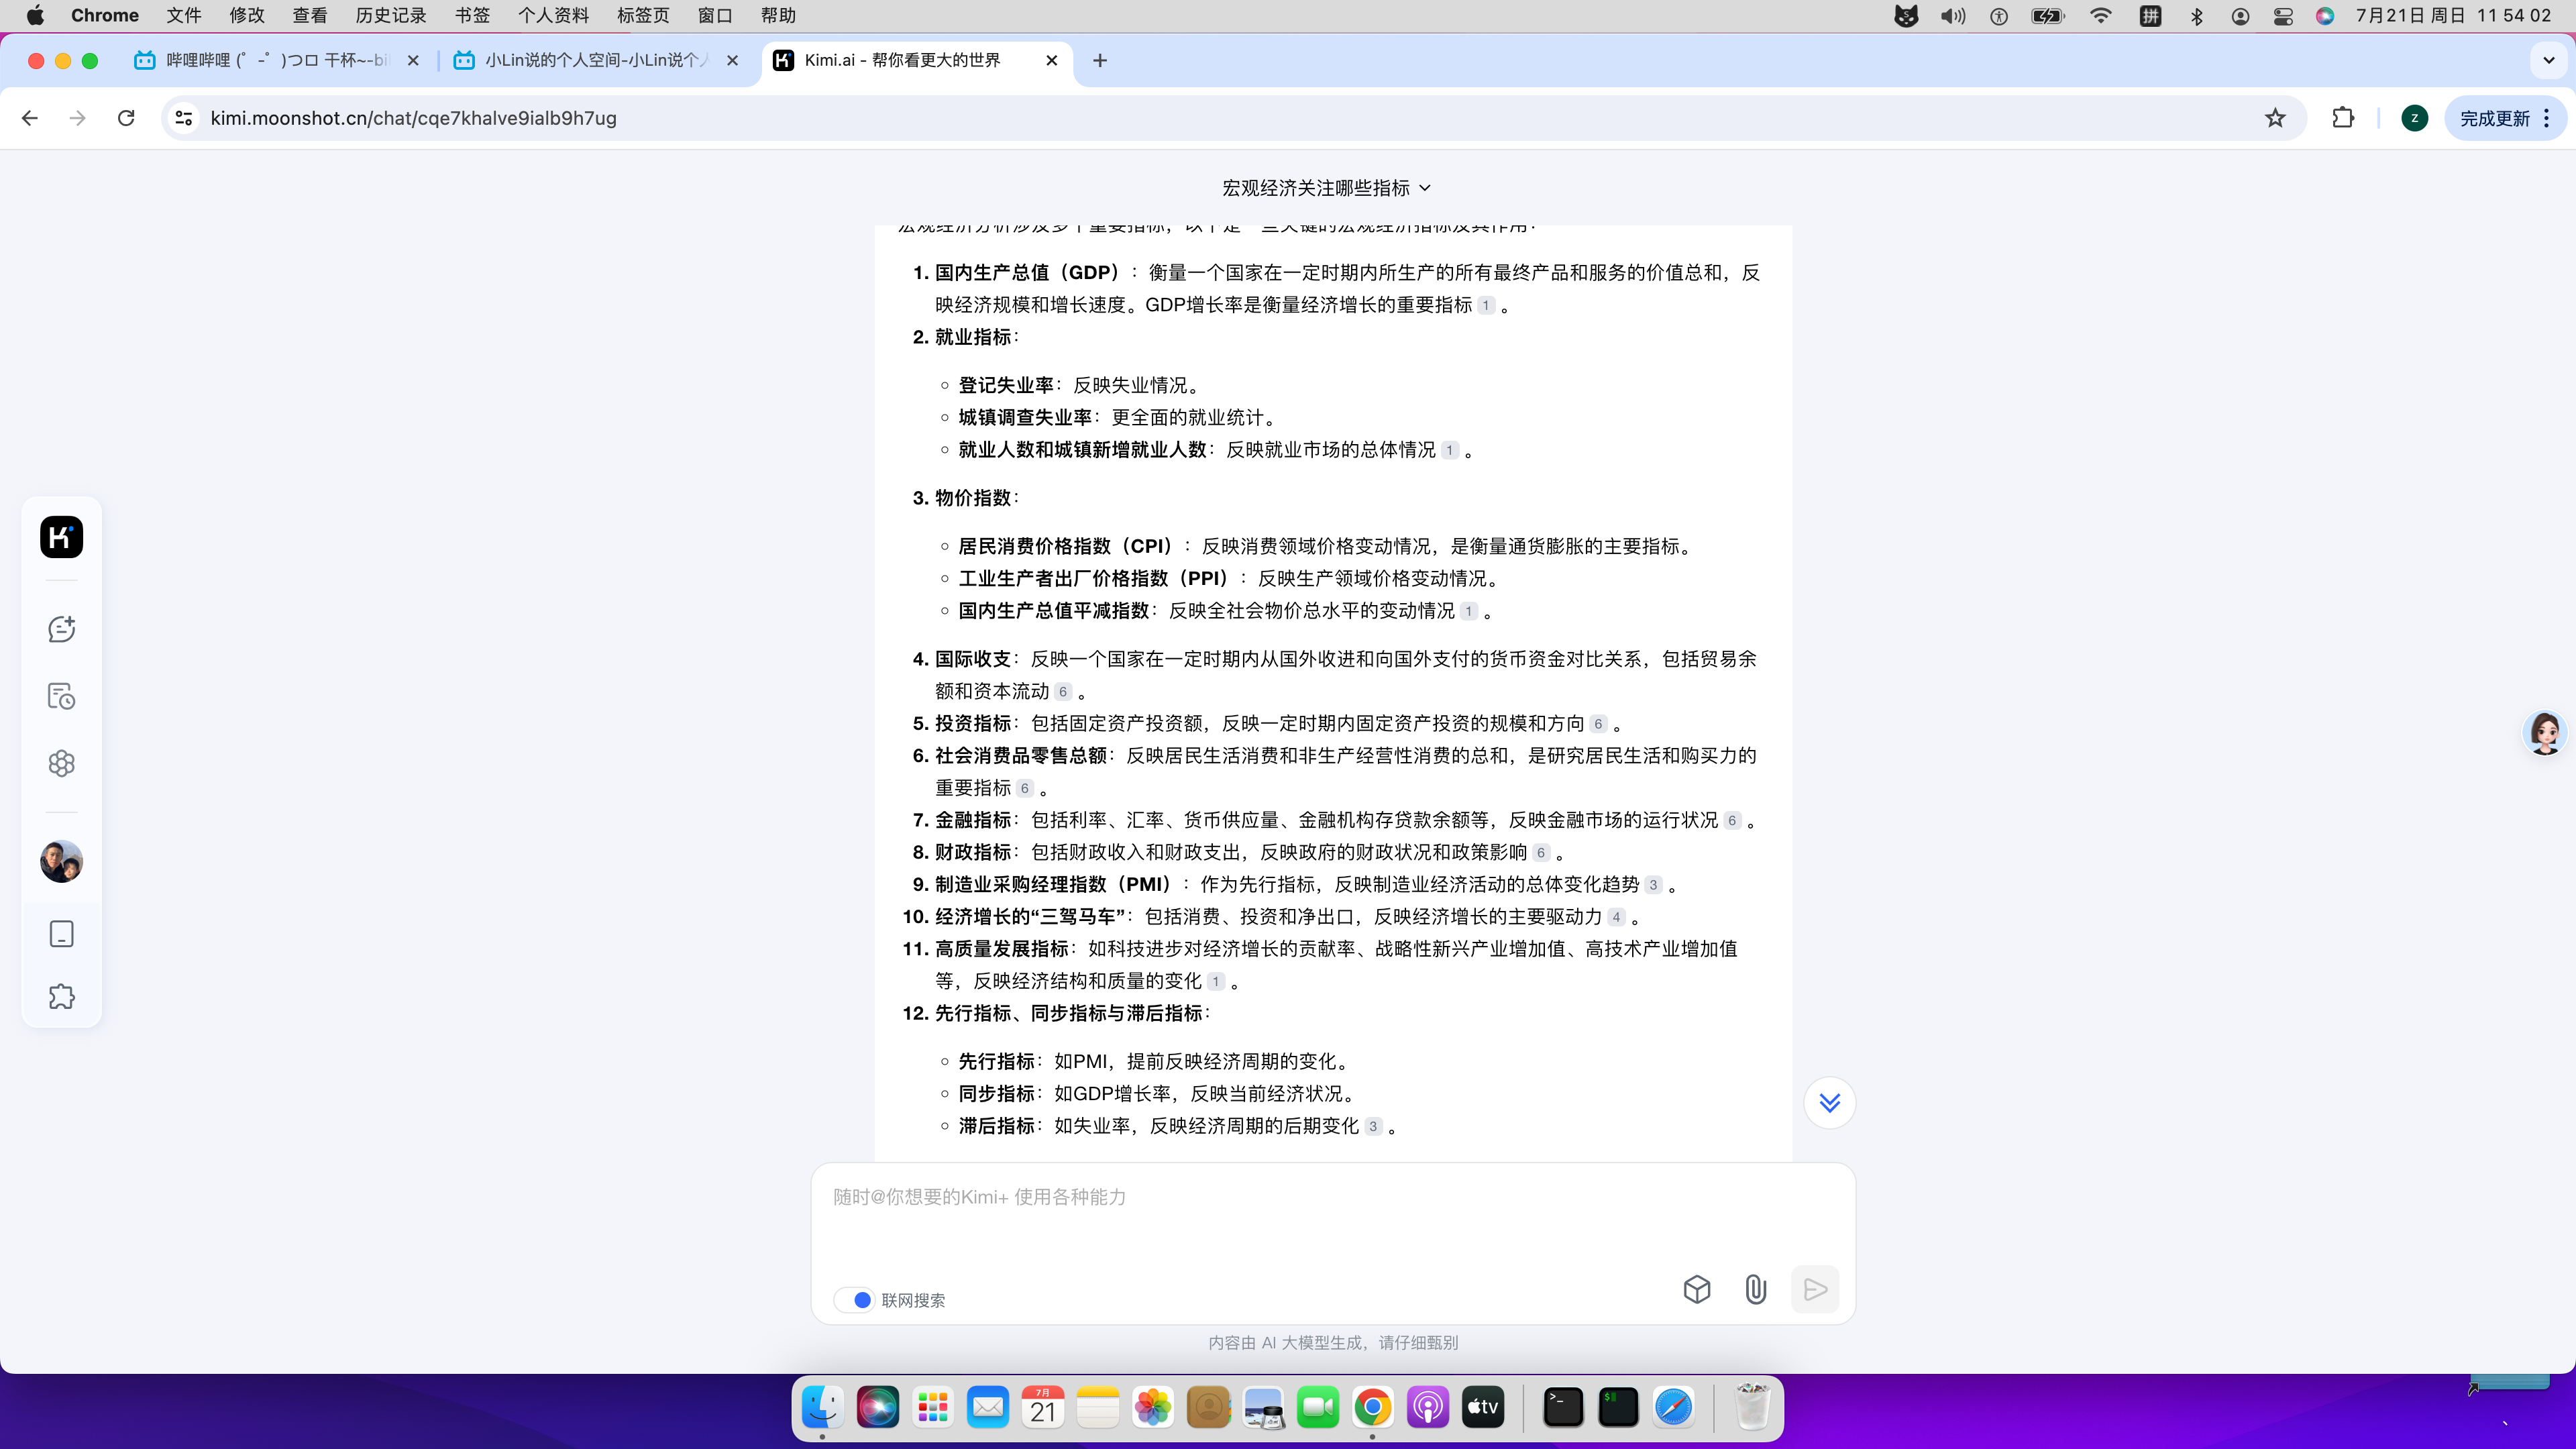 Chrome 文件 修改 查看 历史记录 书签 个人资料 标签页 窗口 帮助 拼 7月21日 周日 11 54 02
哔哩哔哩 (゜-゜)つロ 干杯~-bi 小Lin说的个人空间-小Lin说个 Kimi.ai - 帮你看更大的世界
kimi.moonshot.cn/chat/cqe7khalve9ialb9h7ug z 完成更新
宏观经济关注哪些指标
宏观经济分析涉及多个重要指标，以下是一些关键的宏观经济指标及其作用：
1. 国内生产总值（GDP）：衡量一个国家在一定时期内所生产的所有最终产品和服务的价值总和，反
映经济规模和增长速度。GDP增长率是衡量经济增长的重要指标 1 。
2. 就业指标：
登记失业率：反映失业情况。
城镇调查失业率：更全面的就业统计。
就业人数和城镇新增就业人数：反映就业市场的总体情况 1 。
3. 物价指数：
居民消费价格指数（CPI）：反映消费领域价格变动情况，是衡量通货膨胀的主要指标。
工业生产者出厂价格指数（PPI）：反映生产领域价格变动情况。
国内生产总值平减指数：反映全社会物价总水平的变动情况 1 。
4. 国际收支：反映一个国家在一定时期内从国外收进和向国外支付的货币资金对比关系，包括贸易余
额和资本流动 6 。
5. 投资指标：包括固定资产投资额，反映一定时期内固定资产投资的规模和方向 6 。
6. 社会消费品零售总额：反映居民生活消费和非生产经营性消费的总和，是研究居民生活和购买力的
重要指标 6 。
7. 金融指标：包括利率、汇率、货币供应量、金融机构存贷款余额等，反映金融市场的运行状况 6 。
8. 财政指标：包括财政收入和财政支出，反映政府的财政状况和政策影响 6 。
9. 制造业采购经理指数（PMI）：作为先行指标，反映制造业经济活动的总体变化趋势 3 。
10. 经济增长的“三驾马车”：包括消费、投资和净出口，反映经济增长的主要驱动力 4 。
11. 高质量发展指标：如科技进步对经济增长的贡献率、战略性新兴产业增加值、高技术产业增加值
等，反映经济结构和质量的变化 1 。
12. 先行指标、同步指标与滞后指标：
先行指标：如PMI，提前反映经济周期的变化。
同步指标：如GDP增长率，反映当前经济状况。
滞后指标：如失业率，反映经济周期的后期变化 3 。
随时@你想要的Kimi+ 使用各种能力
联网搜索
内容由 AI 大模型生成，请仔细甄别
7月
21
tv